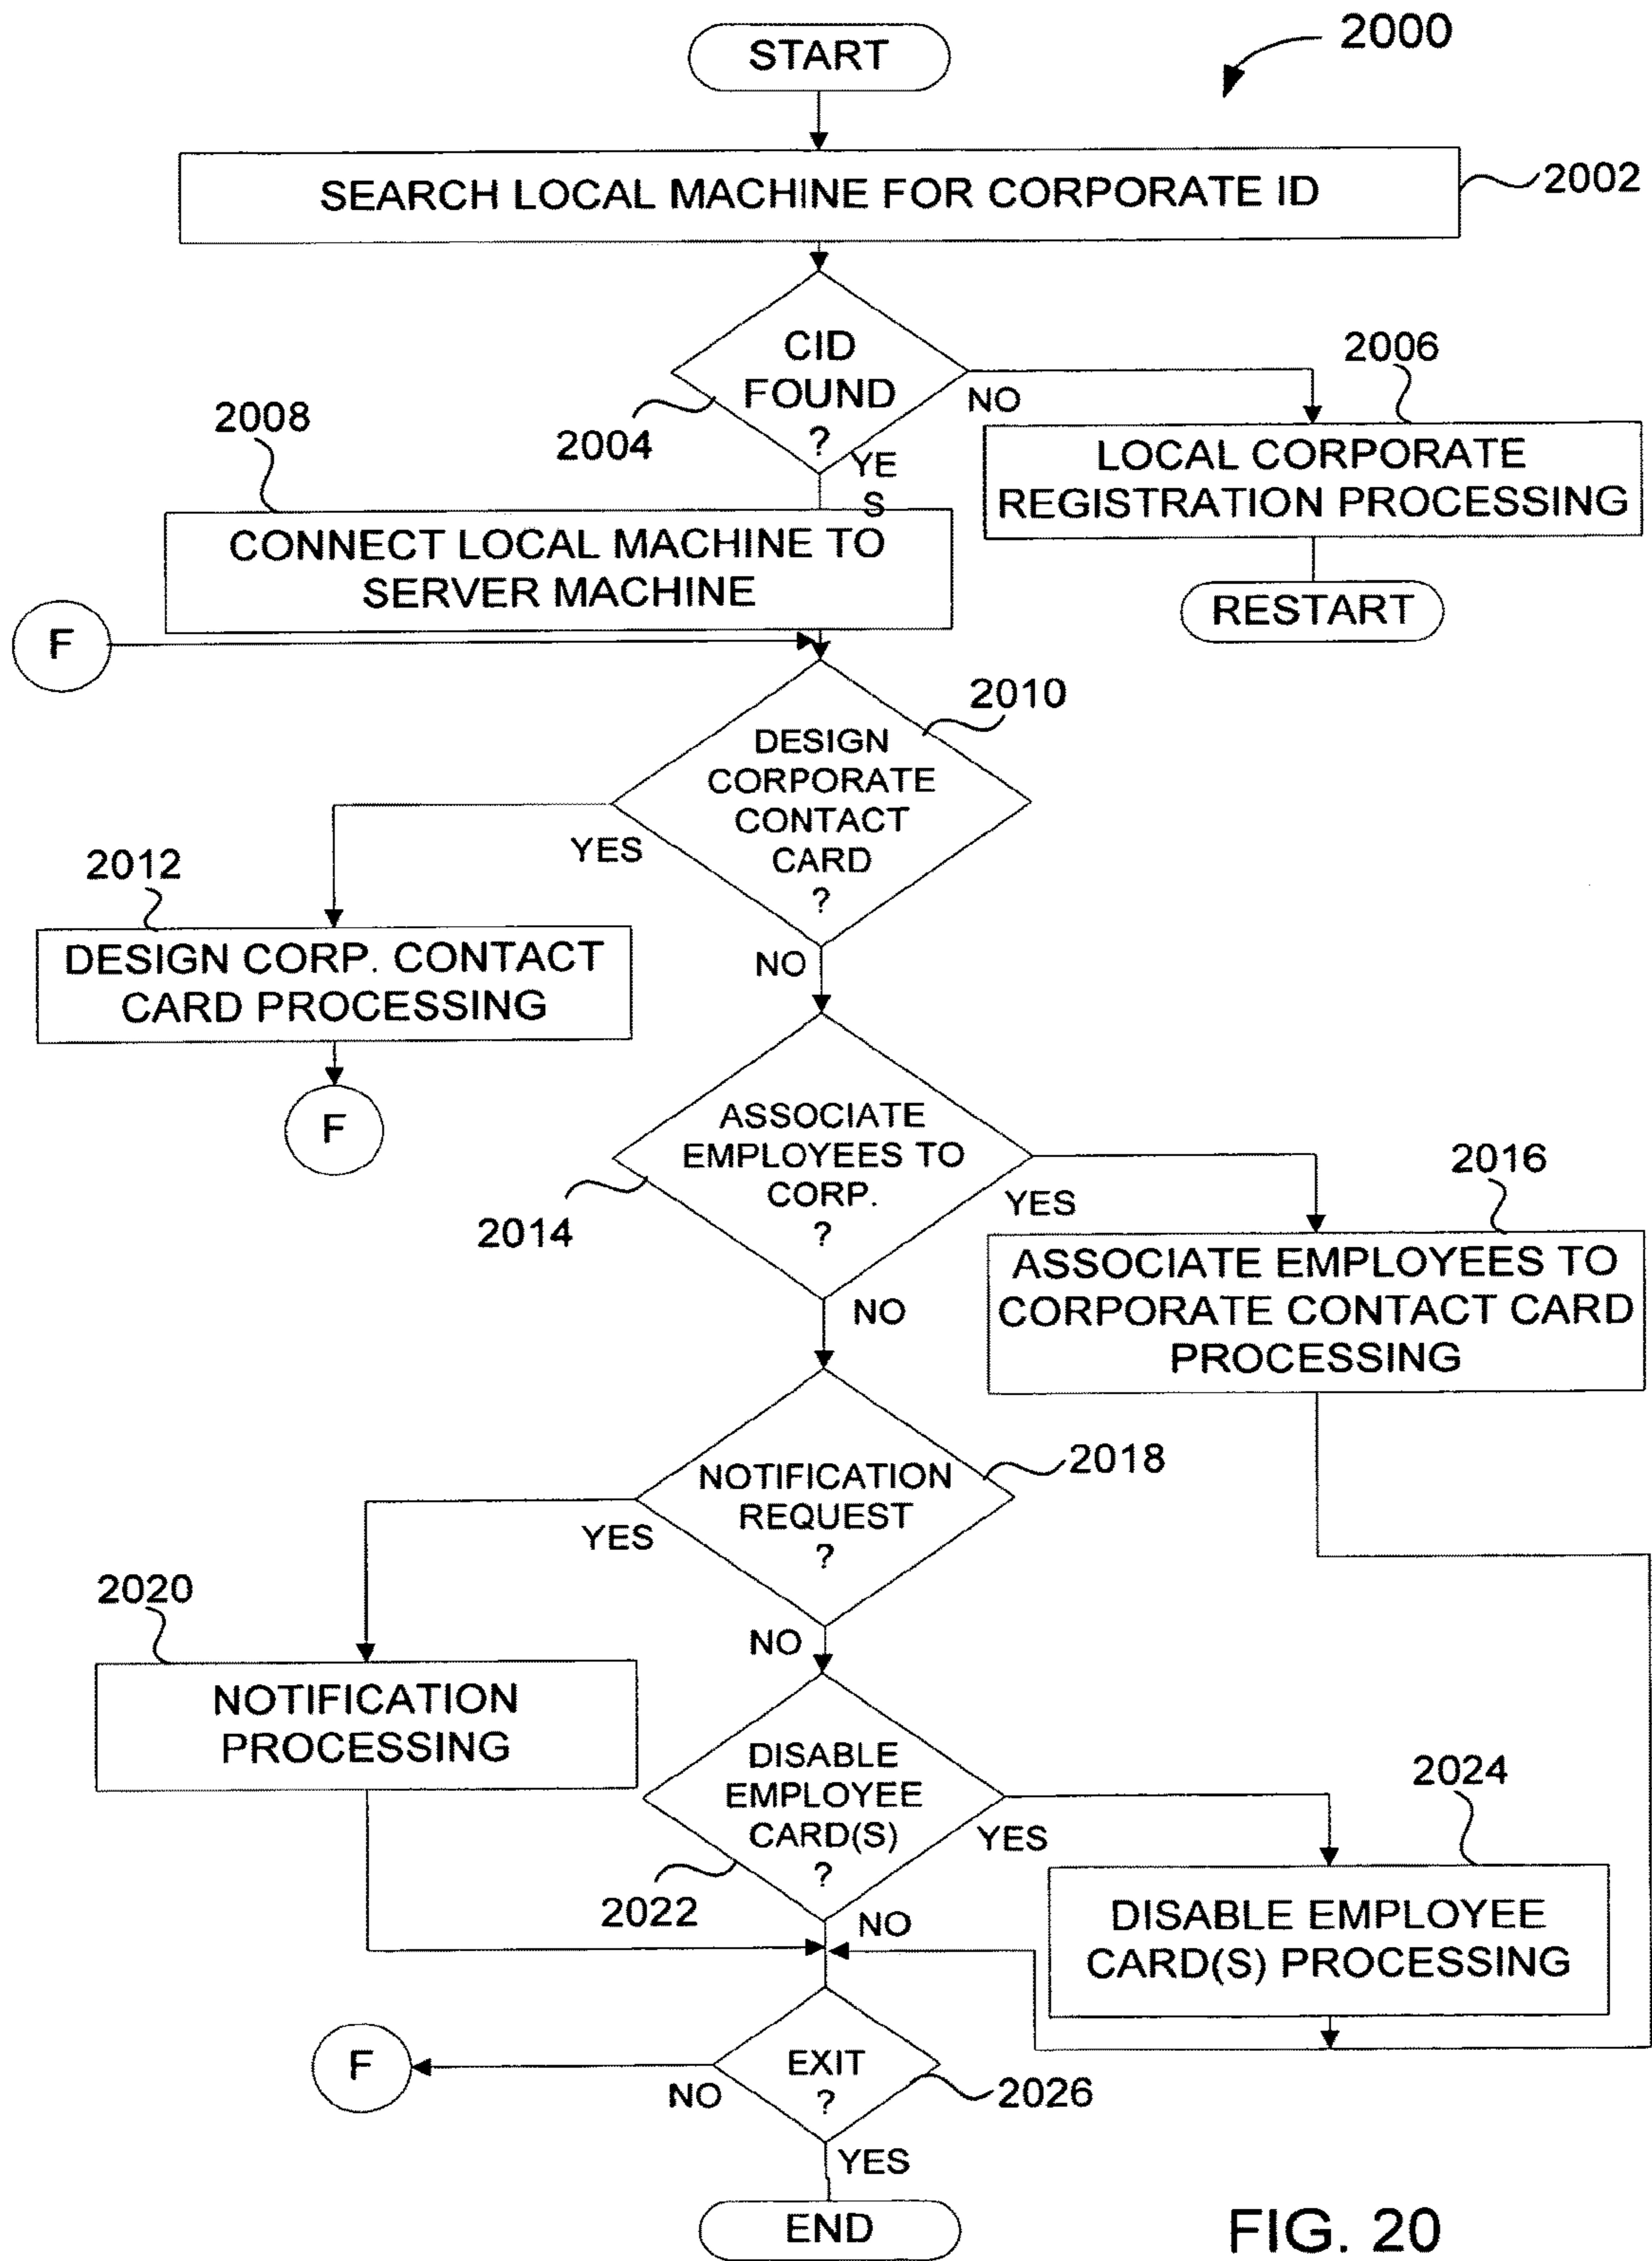 START
2000
SEARCH LOCAL MACHINE FOR CORPORATE ID
2002
CID
FOUND
?
2004
NO
YE
S
2006
LOCAL CORPORATE
REGISTRATION PROCESSING
RESTART
2008
CONNECT LOCAL MACHINE TO
SERVER MACHINE
F
2010
DESIGN
CORPORATE
CONTACT
CARD
?
YES
NO
2012
DESIGN CORP. CONTACT
CARD PROCESSING
F
ASSOCIATE
EMPLOYEES TO
CORP.
?
2014
YES
NO
2016
ASSOCIATE EMPLOYEES TO
CORPORATE CONTACT CARD
PROCESSING
NOTIFICATION
REQUEST
?
2018
YES
NO
2020
NOTIFICATION
PROCESSING
DISABLE
EMPLOYEE
CARD(S)
?
2022
YES
NO
2024
DISABLE EMPLOYEE
CARD(S) PROCESSING
F
EXIT
?
NO
2026
YES
END
FIG. 20